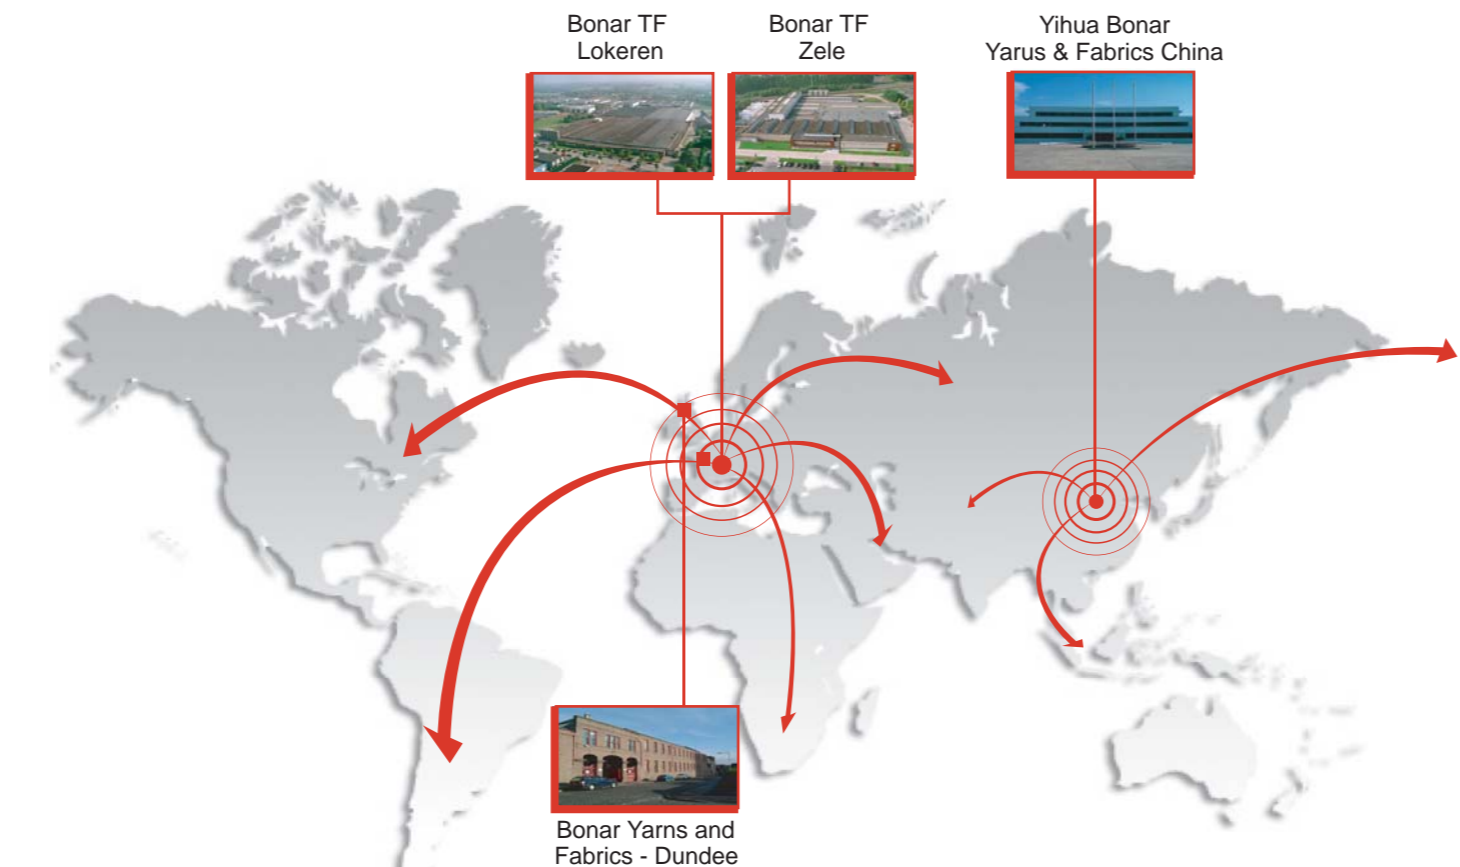 Bonar TF
Lokeren
Bonar TF
Zele
Yihua Bonar
Yarus & Fabrics China
Bonar Yarns and
Fabrics - Dundee